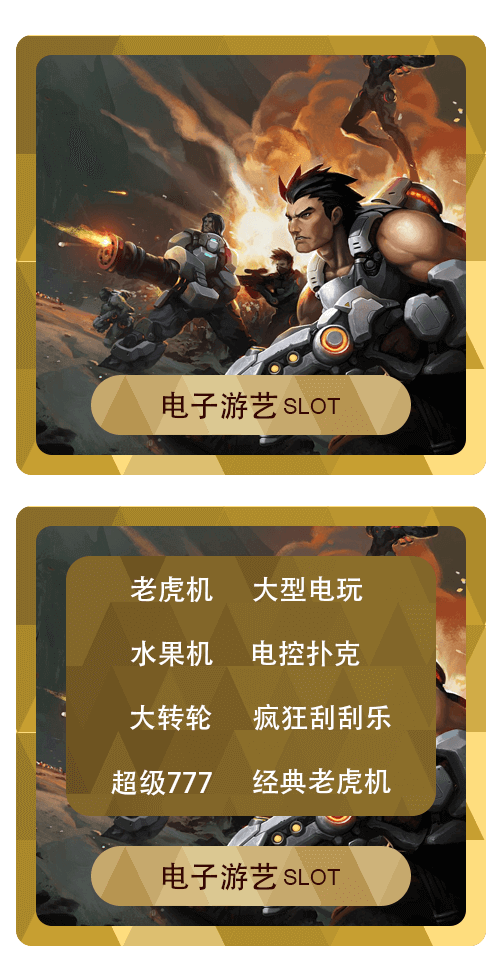 电子游艺 SLOT
老虎机 大型电玩
水果机 电控扑克
大转轮 疯狂刮刮乐
超级777 经典老虎机
电子游艺 SLOT